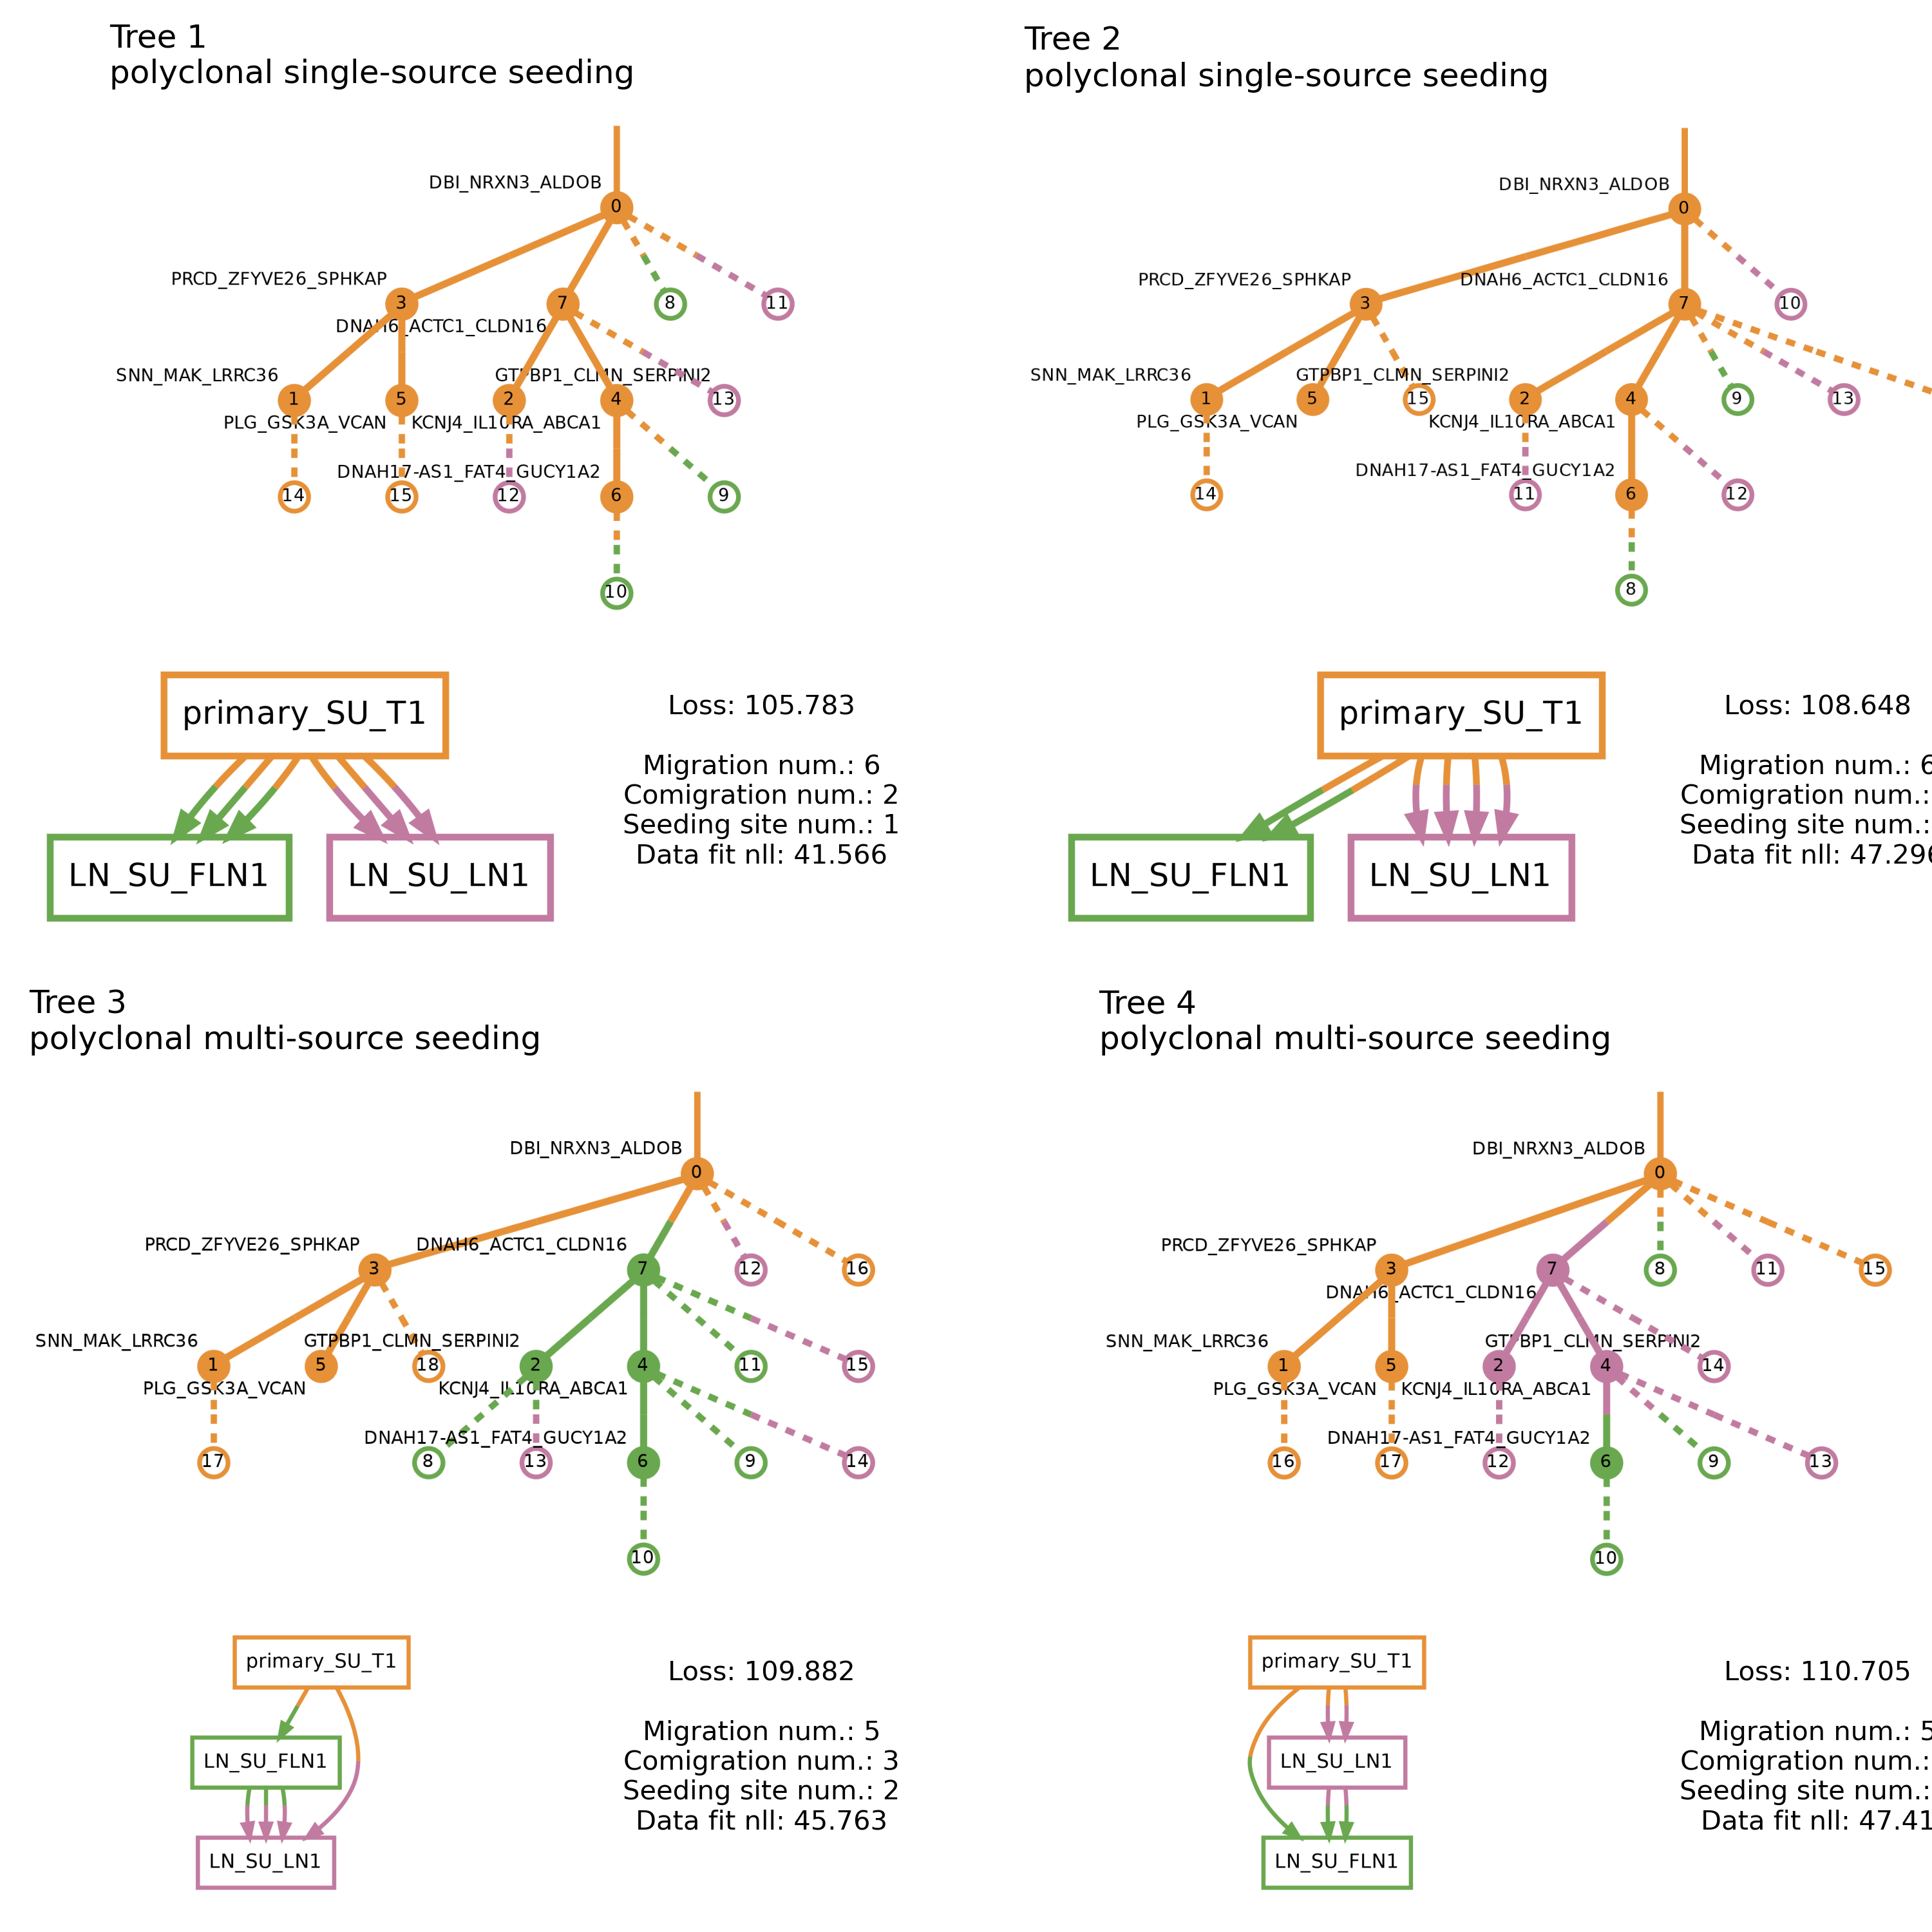 Tree 1
polyclonal single-source seeding
DBI_NRXN3_ALDOB
0
PRCD_ZFYVE26_SPHKAP
3
7
8
11
DNAH6_ACTC1_CLDN16
SNN_MAK_LRRC36
GTPBP1_CLMN_SERPINI2
1
5
2
4
13
PLG_GSK3A_VCAN
KCNJ4_IL10RA_ABCA1
DNAH17-AS1_FAT4_GUCY1A2
14
15
12
6
9
10
primary_SU_T1
LN_SU_FLN1
LN_SU_LN1
Loss: 105.783
Migration num.: 6
Comigration num.: 2
Seeding site num.: 1
Data fit nll: 41.566
Tree 2
polyclonal single-source seeding
DBI_NRXN3_ALDOB
0
PRCD_ZFYVE26_SPHKAP
DNAH6_ACTC1_CLDN16
3
7
10
SNN_MAK_LRRC36
GTPBP1_CLMN_SERPINI2
1
5
15
2
4
9
13
PLG_GSK3A_VCAN
KCNJ4_IL10RA_ABCA1
DNAH17-AS1_FAT4_GUCY1A2
14
11
6
12
8
primary_SU_T1
LN_SU_FLN1
LN_SU_LN1
Loss: 108.648
Migration num.: 6
Comigration num.:
Seeding site num.:
Data fit nll: 47.296
Tree 3
polyclonal multi-source seeding
DBI_NRXN3_ALDOB
0
PRCD_ZFYVE26_SPHKAP
DNAH6_ACTC1_CLDN16
3
7
12
16
SNN_MAK_LRRC36
GTPBP1_CLMN_SERPINI2
1
5
18
2
4
11
15
PLG_GSK3A_VCAN
KCNJ4_IL10RA_ABCA1
DNAH17-AS1_FAT4_GUCY1A2
17
8
13
6
9
14
10
primary_SU_T1
LN_SU_FLN1
LN_SU_LN1
Loss: 109.882
Migration num.: 5
Comigration num.: 3
Seeding site num.: 2
Data fit nll: 45.763
Tree 4
polyclonal multi-source seeding
DBI_NRXN3_ALDOB
0
PRCD_ZFYVE26_SPHKAP
3
7
8
11
15
DNAH6_ACTC1_CLDN16
SNN_MAK_LRRC36
GTPBP1_CLMN_SERPINI2
1
5
2
4
14
PLG_GSK3A_VCAN
KCNJ4_IL10RA_ABCA1
DNAH17-AS1_FAT4_GUCY1A2
16
17
12
6
9
13
10
primary_SU_T1
LN_SU_LN1
LN_SU_FLN1
Loss: 110.705
Migration num.: 5
Comigration num.:
Seeding site num.:
Data fit nll: 47.41